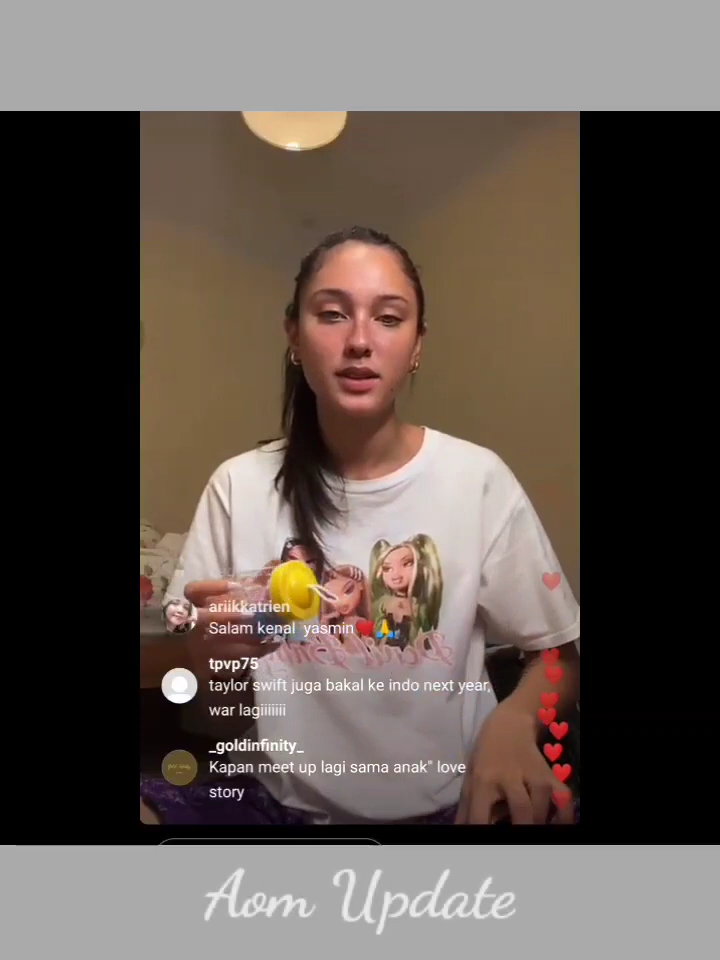 ariikkatrien
Salam kenal yasmin❤️🙏
tpvp75
taylor swift juga bakal ke indo next year,
war lagiiiiiii
_goldinfinity_
Kapan meet up lagi sama anak" love
story
Aom Update